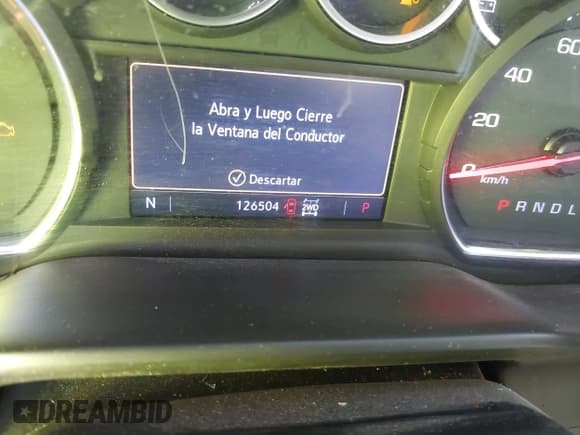 Abra y Luego Cierre
la Ventana del Conductor
Descartar
N 126504 2WD P
60
40
20
0
km/h
P R N D L
DREAMBID